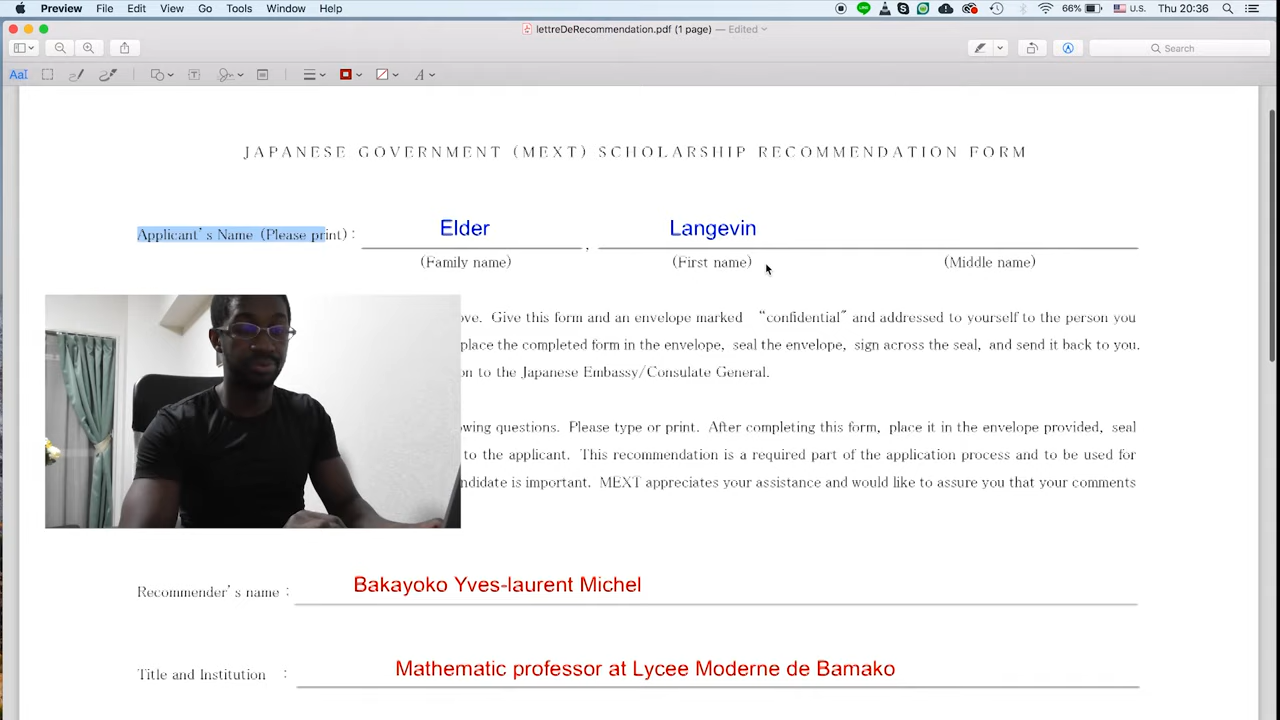 Preview File Edit View Go Tools Window Help 66% U.S. Thu 20:36
lettreDeRecommendation.pdf (1 page) — Edited
Search
AaI T A
JAPANESE GOVERNMENT (MEXT) SCHOLARSHIP RECOMMENDATION FORM
Applicant's Name (Please print) : Elder , Langevin
(Family name) (First name) (Middle name)
ove. Give this form and an envelope marked “confidential” and addressed to yourself to the person you
place the completed form in the envelope, seal the envelope, sign across the seal, and send it back to you.
on to the Japanese Embassy/Consulate General.
owing questions. Please type or print. After completing this form, place it in the envelope provided, seal
to the applicant. This recommendation is a required part of the application process and to be used for
ndidate is important. MEXT appreciates your assistance and would like to assure you that your comments
Recommender's name : Bakayoko Yves-laurent Michel
Title and Institution : Mathematic professor at Lycee Moderne de Bamako